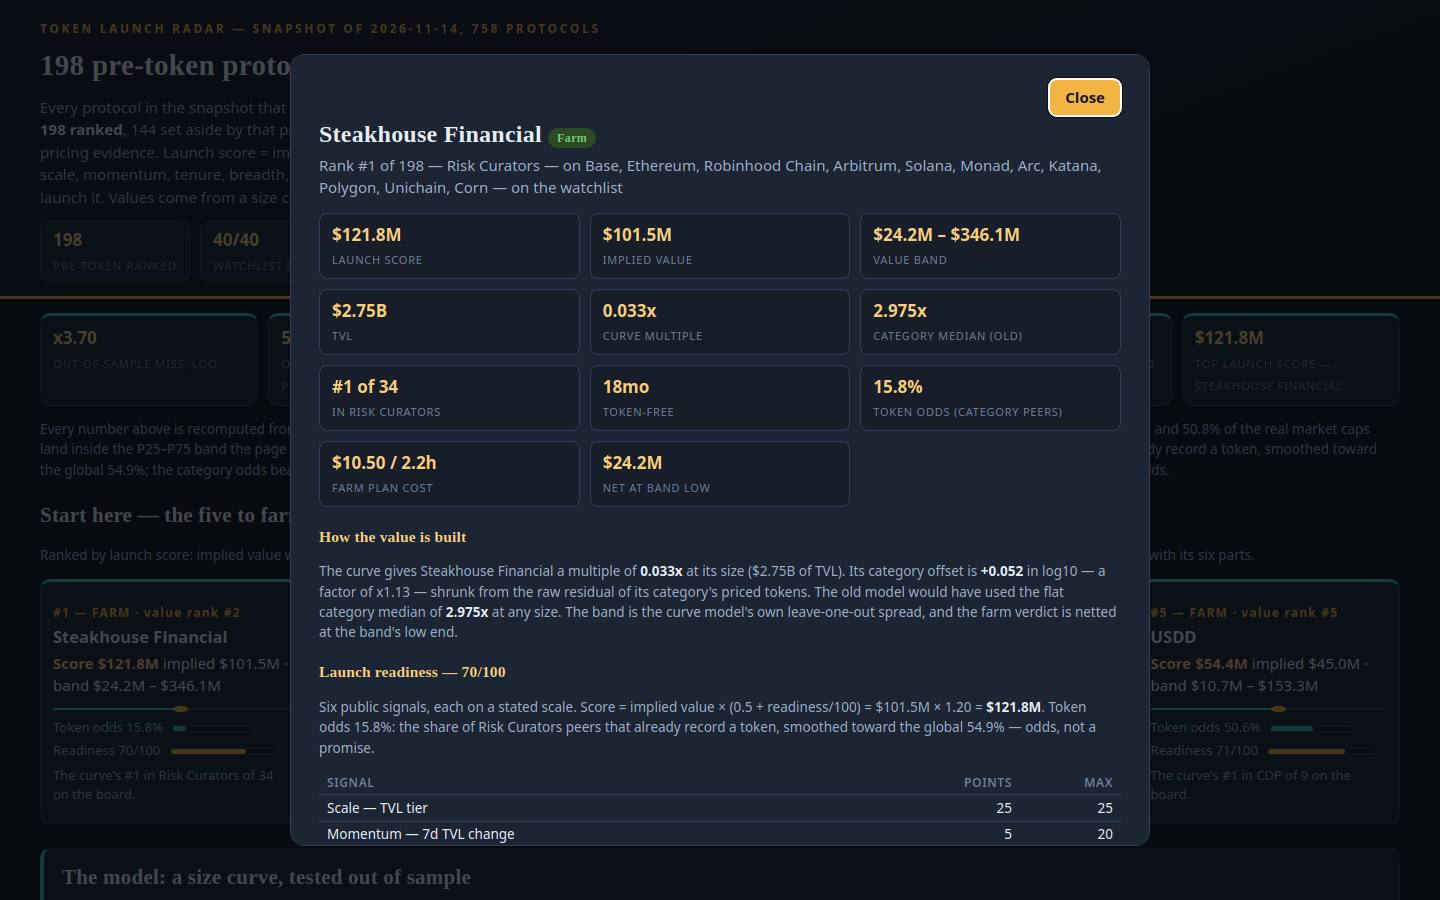 TOKEN LAUNCH RADAR — SNAPSHOT OF 2026-11-14, 758 PROTOCOLS
198 pre-token proto
Every protocol in the snapshot that
198 ranked, 144 set aside by that p
pricing evidence. Launch score = im
scale, momentum, tenure, breadth,
launch it. Values come from a size c
198
PRE-TOKEN RANKED
40/40
WATCHLIST
x3.70
OUT-OF-SAMPLE MISS, LOO
$121.8M
TOP LAUNCH SCORE —
STEAKHOUSE FINANCIAL
Every number above is recomputed fro
and 50.8% of the real market caps
land inside the P25–P75 band the page
dy record a token, smoothed toward
the global 54.9%; the category odds bea
ds.
Start here — the five to farm
Ranked by launch score: implied value w
with its six parts.
#1 — FARM · value rank #2
Steakhouse Financial
Score $121.8M implied $101.5M ·
band $24.2M – $346.1M
Token odds 15.8%
Readiness 70/100
The curve's #1 in Risk Curators of 34
on the board.
#5 — FARM · value rank #5
USDD
Score $54.4M implied $45.0M ·
band $10.7M – $153.3M
Token odds 50.6%
Readiness 71/100
The curve's #1 in CDP of 9 on the
board.
The model: a size curve, tested out of sample
Close
Steakhouse Financial Farm
Rank #1 of 198 — Risk Curators — on Base, Ethereum, Robinhood Chain, Arbitrum, Solana, Monad, Arc, Katana,
Polygon, Unichain, Corn — on the watchlist
$121.8M
LAUNCH SCORE
$101.5M
IMPLIED VALUE
$24.2M – $346.1M
VALUE BAND
$2.75B
TVL
0.033x
CURVE MULTIPLE
2.975x
CATEGORY MEDIAN (OLD)
#1 of 34
IN RISK CURATORS
18mo
TOKEN-FREE
15.8%
TOKEN ODDS (CATEGORY PEERS)
$10.50 / 2.2h
FARM PLAN COST
$24.2M
NET AT BAND LOW
How the value is built
The curve gives Steakhouse Financial a multiple of 0.033x at its size ($2.75B of TVL). Its category offset is +0.052 in log10 — a
factor of x1.13 — shrunk from the raw residual of its category's priced tokens. The old model would have used the flat
category median of 2.975x at any size. The band is the curve model's own leave-one-out spread, and the farm verdict is netted
at the band's low end.
Launch readiness — 70/100
Six public signals, each on a stated scale. Score = implied value × (0.5 + readiness/100) = $101.5M × 1.20 = $121.8M. Token
odds 15.8%: the share of Risk Curators peers that already record a token, smoothed toward the global 54.9% — odds, not a
promise.
SIGNAL POINTS MAX
Scale — TVL tier 25 25
Momentum — 7d TVL change 5 20